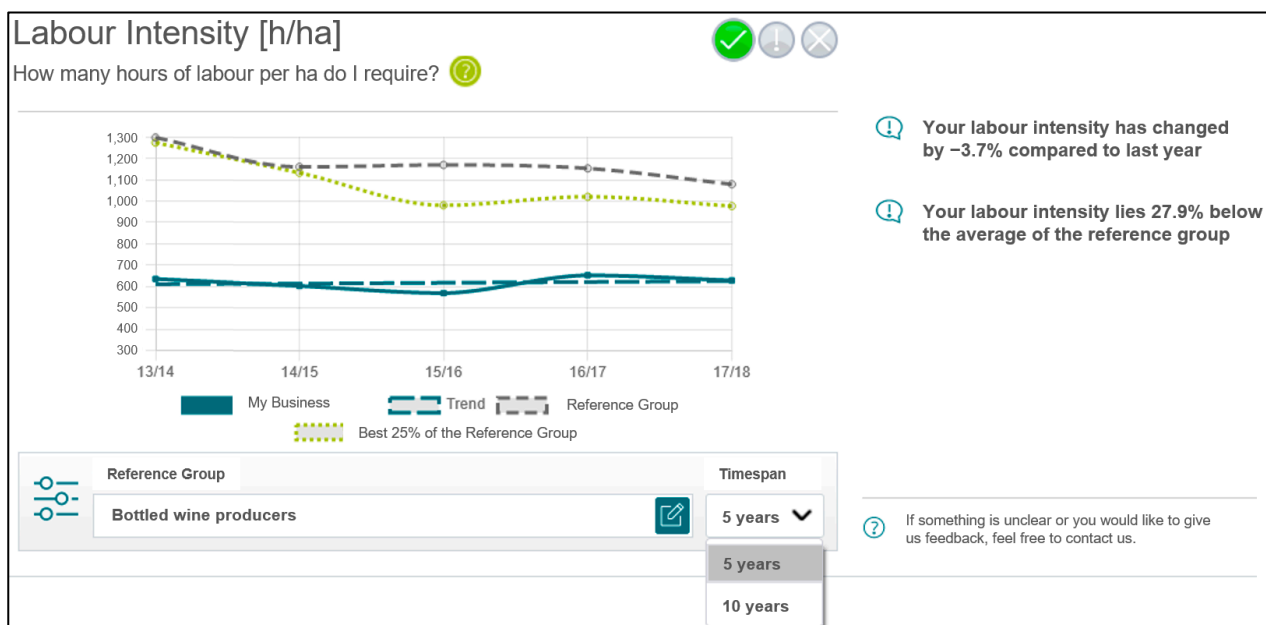 Labour Intensity [h/ha]
How many hours of labour per ha do I require?
1,300
1,200
1,100
1,000
900
800
700
600
500
400
300
13/14 14/15 15/16 16/17 17/18
My Business Trend Reference Group
Best 25% of the Reference Group
Your labour intensity has changed
by −3.7% compared to last year
Your labour intensity lies 27.9% below
the average of the reference group
Reference Group Timespan
Bottled wine producers 5 years
5 years
10 years
If something is unclear or you would like to give
us feedback, feel free to contact us.